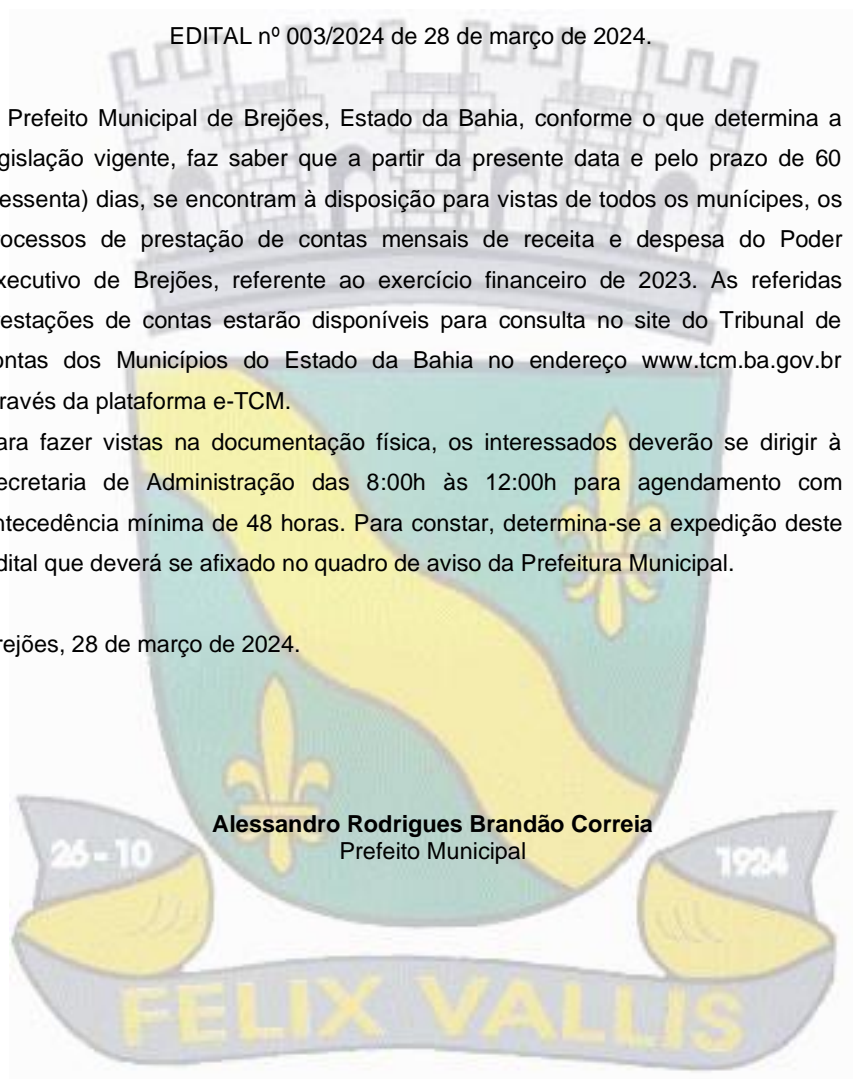 EDITAL nº 003/2024 de 28 de março de 2024.
Prefeito Municipal de Brejões, Estado da Bahia, conforme o que determina a
gislação vigente, faz saber que a partir da presente data e pelo prazo de 60
essenta) dias, se encontram à disposição para vistas de todos os munícipes, os
rocessos de prestação de contas mensais de receita e despesa do Poder
xecutivo de Brejões, referente ao exercício financeiro de 2023. As referidas
restações de contas estarão disponíveis para consulta no site do Tribunal de
ontas dos Municípios do Estado da Bahia no endereço www.tcm.ba.gov.br
través da plataforma e-TCM.
ara fazer vistas na documentação física, os interessados deverão se dirigir à
ecretaria de Administração das 8:00h às 12:00h para agendamento com
ntecedência mínima de 48 horas. Para constar, determina-se a expedição deste
dital que deverá se afixado no quadro de aviso da Prefeitura Municipal.
rejões, 28 de março de 2024.
Alessandro Rodrigues Brandão Correia
Prefeito Municipal
26 - 10
1924
FELIX VALLIS